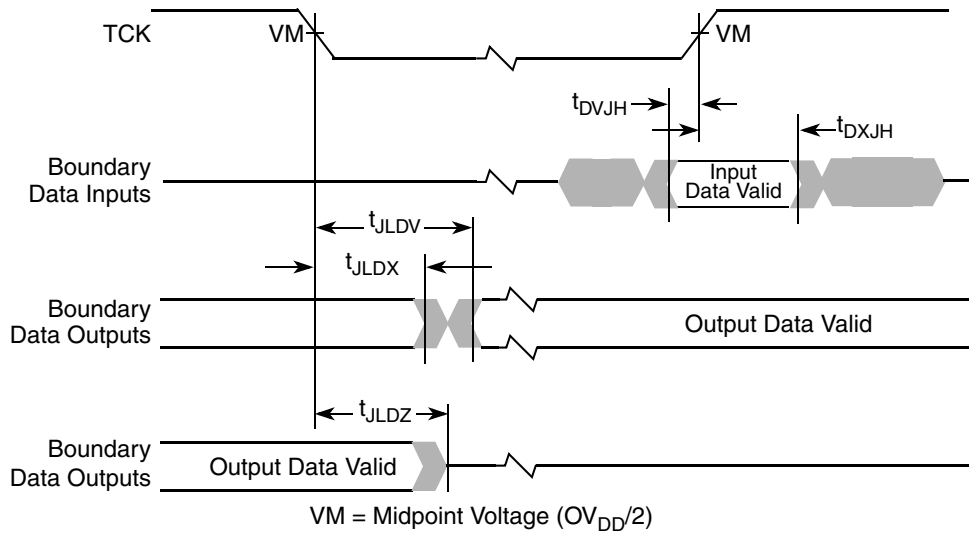 TCK
VM
VM
tDVJH
tDXJH
Boundary
Data Inputs
Input
Data Valid
tJLDV
tJLDX
Boundary
Data Outputs
Output Data Valid
tJLDZ
Boundary
Data Outputs
Output Data Valid
VM = Midpoint Voltage (OVDD/2)